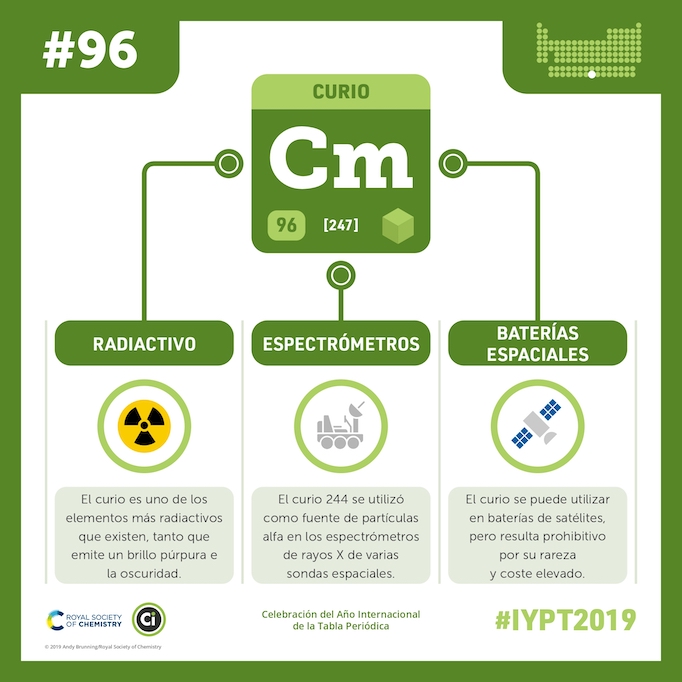 #96
CURIO
Cm
96
[247]
RADIACTIVO
ESPECTRÓMETROS
BATERÍAS
ESPACIALES
El curio es uno de los
elementos más radiactivos
que existen, tanto que
emite un brillo púrpura e
la oscuridad.
El curio 244 se utilizó
como fuente de partículas
alfa en los espectrómetros
de rayos X de varias
sondas espaciales.
El curio se puede utilizar
en baterías de satélites,
pero resulta prohibitivo
por su rareza
y coste elevado.
ROYAL SOCIETY
OF CHEMISTRY
Ci
Celebración del Año Internacional
de la Tabla Periódica
#IYPT2019
© 2019 Andy Brunning/Royal Society of Chemistry